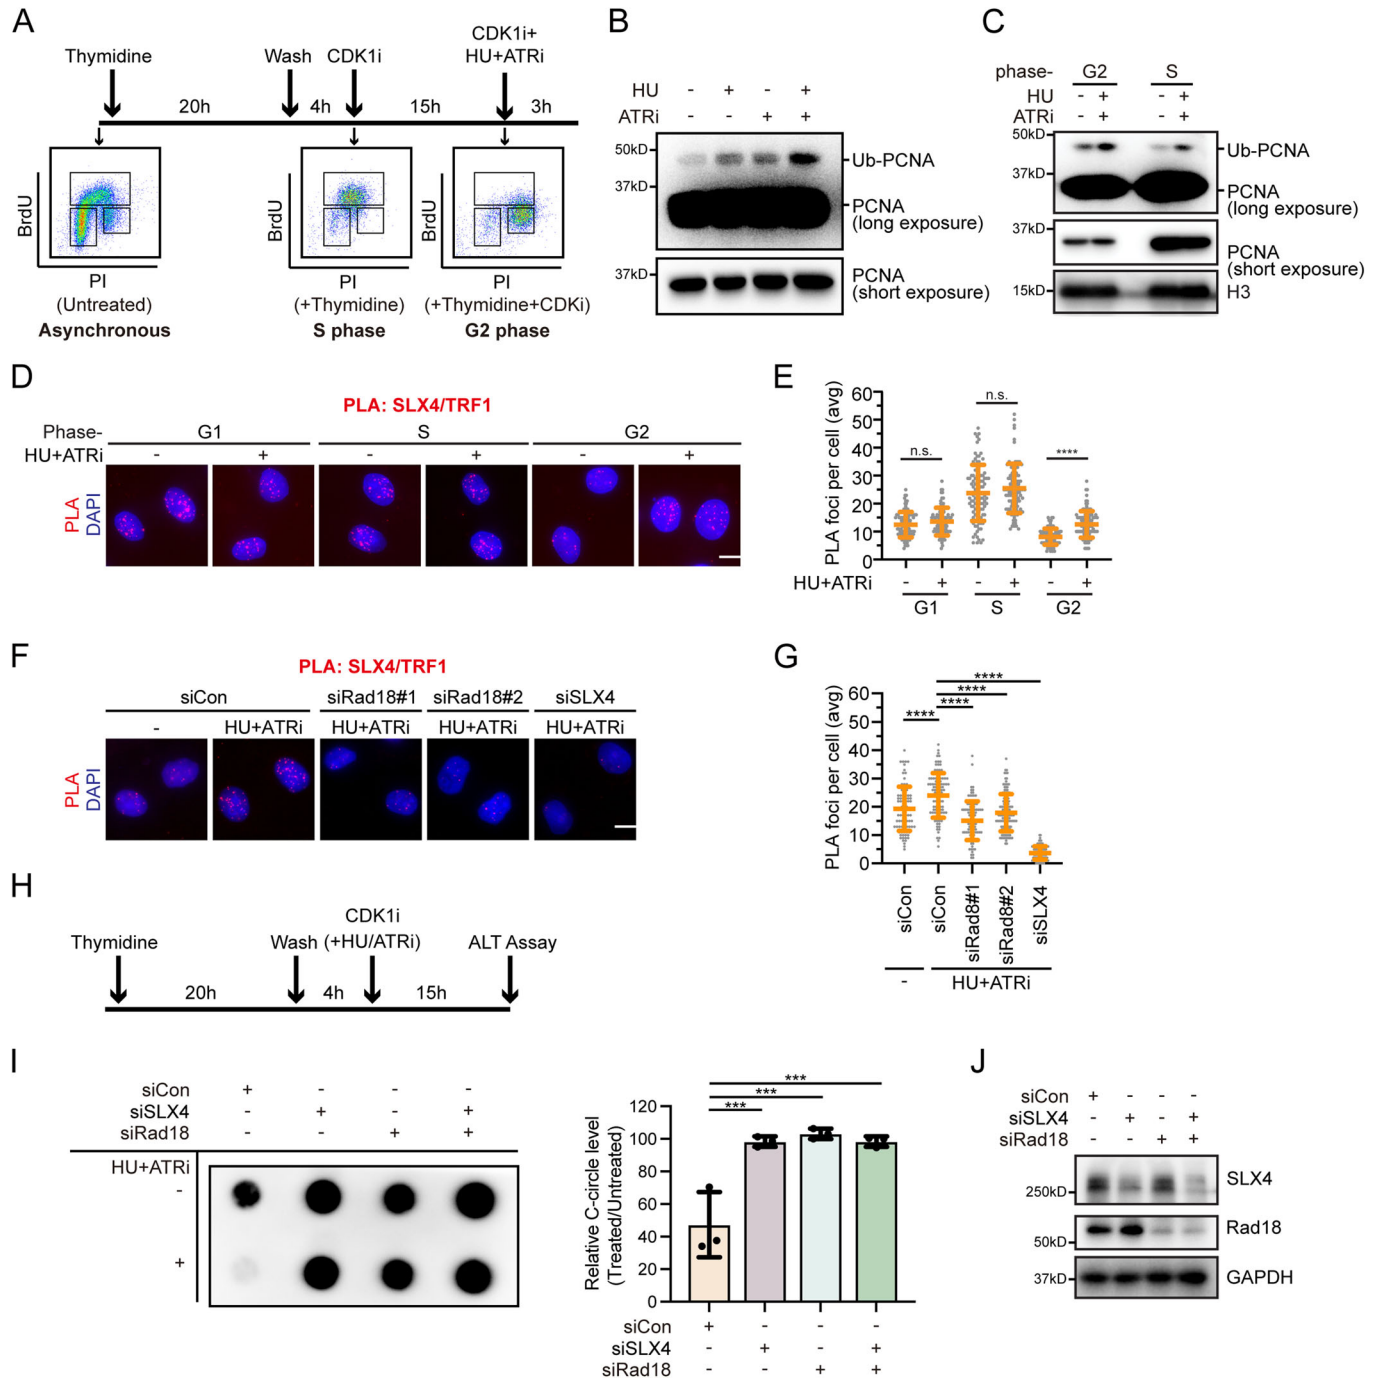 A
Thymidine
Wash
CDK1i
CDK1i+
HU+ATRi
20h
4h
15h
3h
BrdU
BrdU
BrdU
PI
PI
PI
(Untreated)
(+Thymidine)
(+Thymidine+CDKi)
Asynchronous
S phase
G2 phase
B
HU - + - +
ATRi - - + +
50kD
37kD
Ub-PCNA
PCNA
(long exposure)
37kD
PCNA
(short exposure)
C
phase- G2 S
HU - + - +
ATRi - + - +
50kD
37kD
Ub-PCNA
PCNA
(long exposure)
37kD
PCNA
(short exposure)
15kD
H3
D
PLA: SLX4/TRF1
Phase- G1 S G2
HU+ATRi - + - + - +
PLA
DAPI
E
PLA foci per cell (avg)
60
50
40
30
20
10
0
n.s.
n.s.
****
HU+ATRi - + - + - +
G1 S G2
F
PLA: SLX4/TRF1
siCon siRad18#1 siRad18#2 siSLX4
- HU+ATRi HU+ATRi HU+ATRi HU+ATRi
PLA
DAPI
G
PLA foci per cell (avg)
60
50
40
30
20
10
0
****
****
****
****
siCon
siCon
siRad8#1
siRad8#2
siSLX4
- HU+ATRi
H
Thymidine
Wash
CDK1i
(+HU/ATRi)
ALT Assay
20h
4h
15h
I
siCon + - - -
siSLX4 - + - +
siRad18 - - + +
HU+ATRi
-
+
Relative C-circle level
(Treated/Untreated)
120
100
80
60
40
20
0
***
***
***
siCon + - - -
siSLX4 - + - +
siRad18 - - + +
J
siCon + - - -
siSLX4 - + - +
siRad18 - - + +
250kD
SLX4
50kD
Rad18
37kD
GAPDH